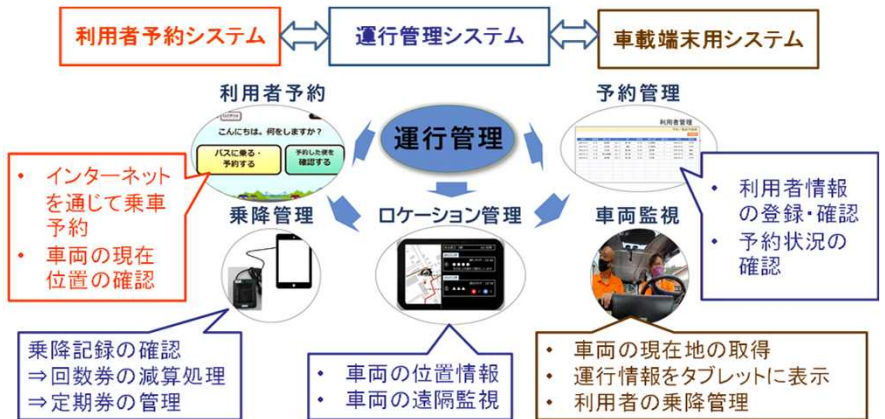 利用者予約システム
運行管理システム
車載端末用システム
利用者予約
予約管理
運行管理
こんにちは。何をしますか?
バスに乗る・
予約する
予約した便を
確認する
利用者管理
• インターネット
を通じて乗車
予約
• 車両の現在
位置の確認
• 利用者情報
の登録・確認
• 予約状況の
確認
乗降管理
ロケーション管理
車両監視
乗降記録の確認
⇒回数券の減算処理
⇒定期券の管理
• 車両の位置情報
• 車両の遠隔監視
• 車両の現在地の取得
• 運行情報をタブレットに表示
• 利用者の乗降管理